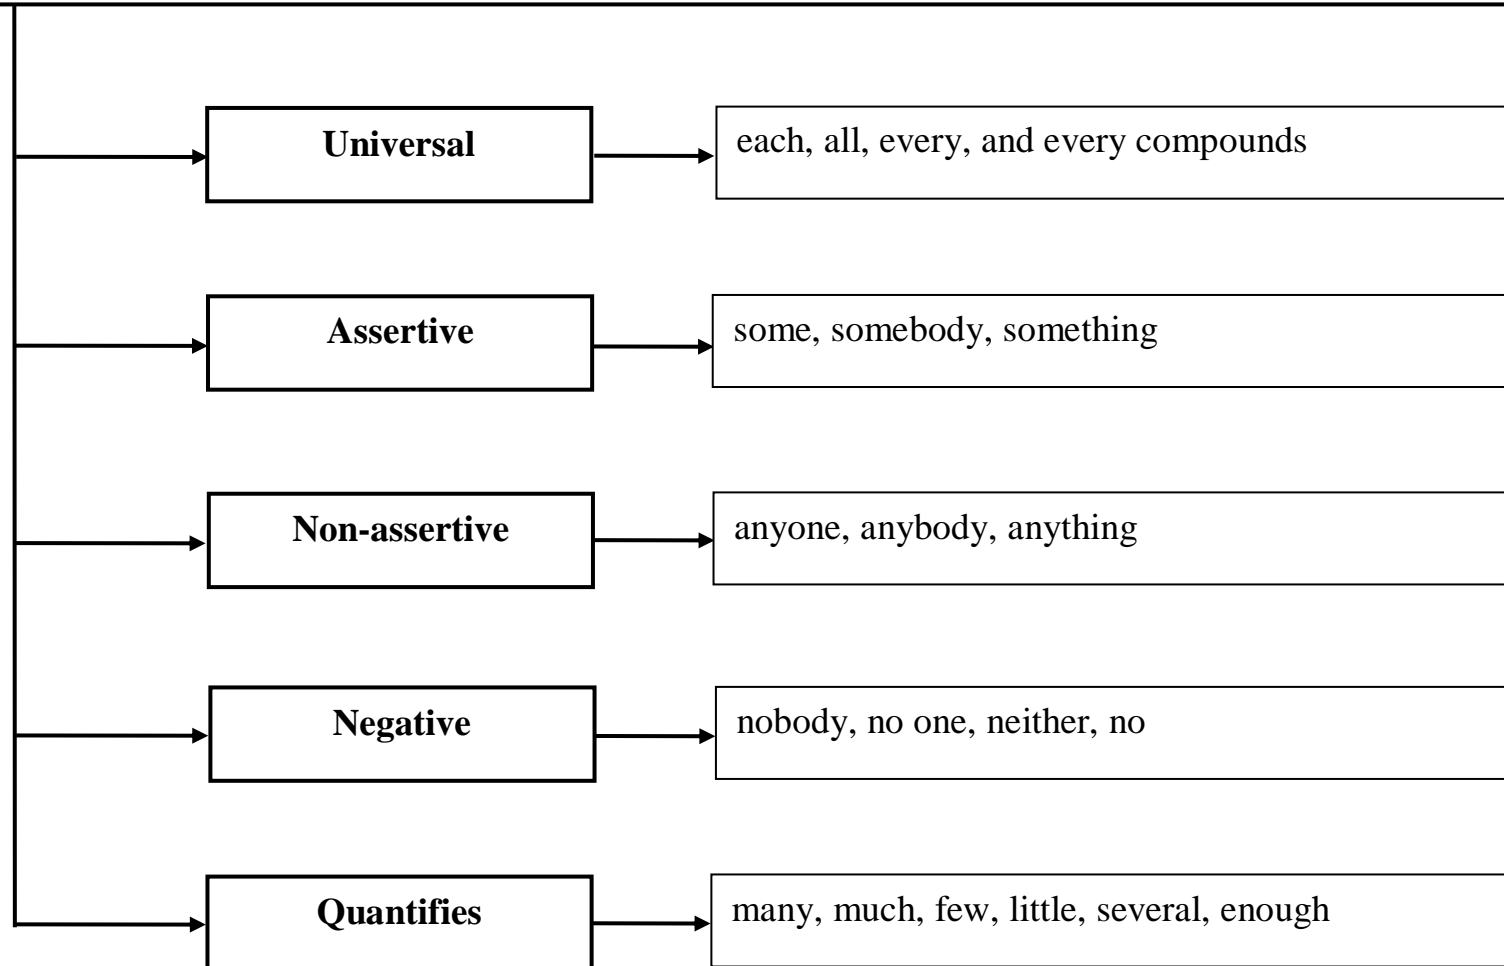 Universal
each, all, every, and every compounds
Assertive
some, somebody, something
Non-assertive
anyone, anybody, anything
Negative
nobody, no one, neither, no
Quantifies
many, much, few, little, several, enough